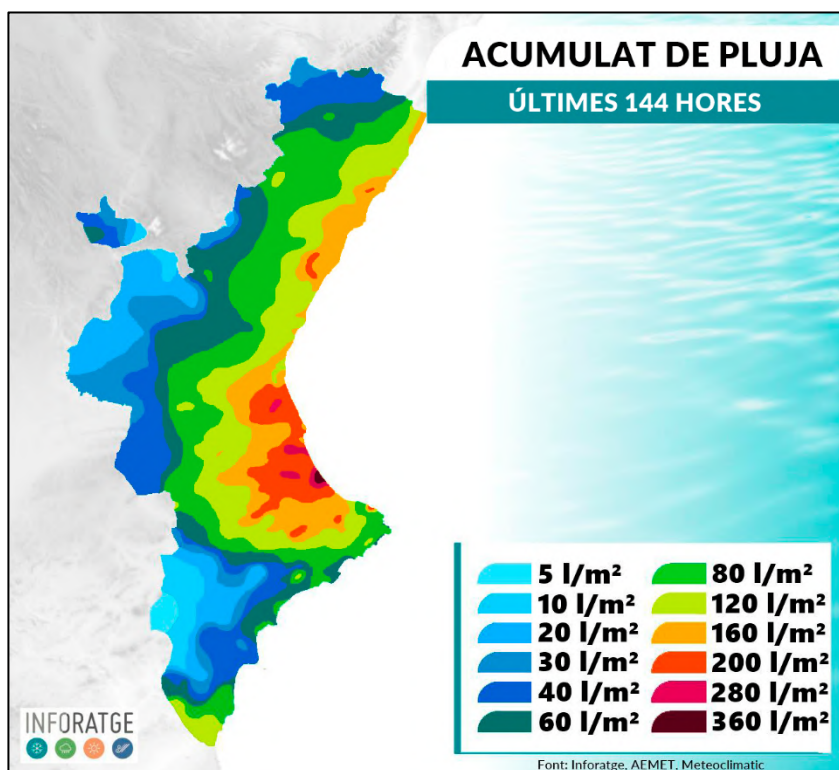 ACUMULAT DE PLUJA
ÚLTIMES 144 HORES
5 l/m²
10 l/m²
20 l/m²
30 l/m²
40 l/m²
60 l/m²
80 l/m²
120 l/m²
160 l/m²
200 l/m²
280 l/m²
360 l/m²
INFORATGE
Font: Inforatge, AEMET, Meteoclimatic